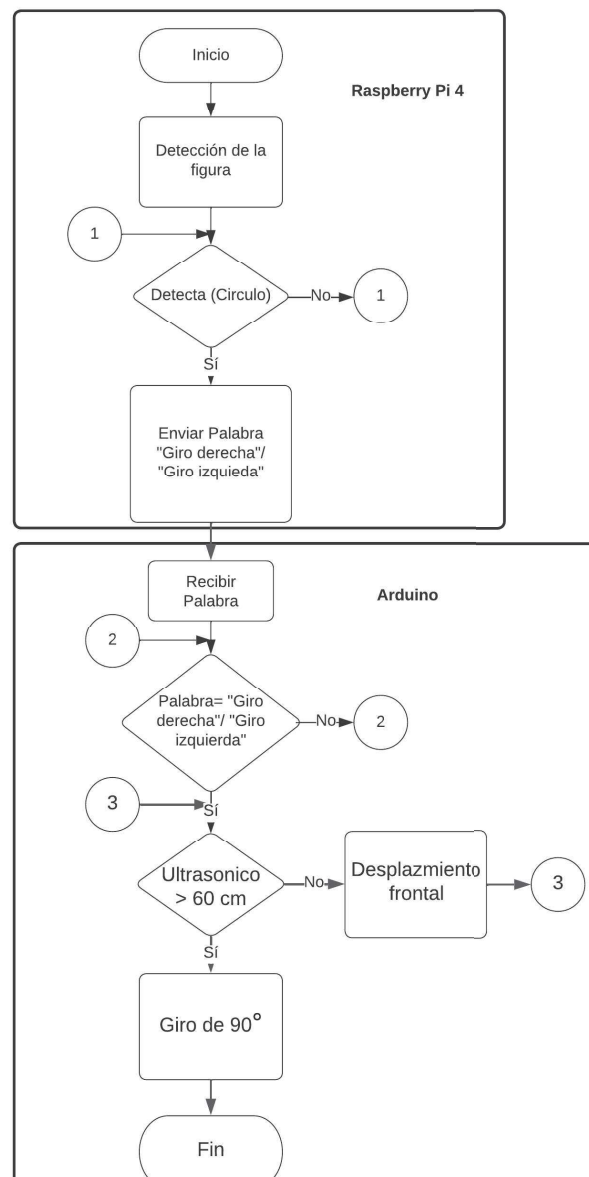 Inicio
Raspberry Pi 4
Detección de la
figura
1
Detecta (Circulo)
No
1
Sí
Enviar Palabra
"Giro derecha"/
"Giro izquieda"
Recibir
Palabra
Arduino
2
Palabra= "Giro
derecha"/ "Giro
izquierda"
No
2
3
Sí
Ultrasonico
> 60 cm
No
Desplazmiento
frontal
3
Sí
Giro de 90°
Fin